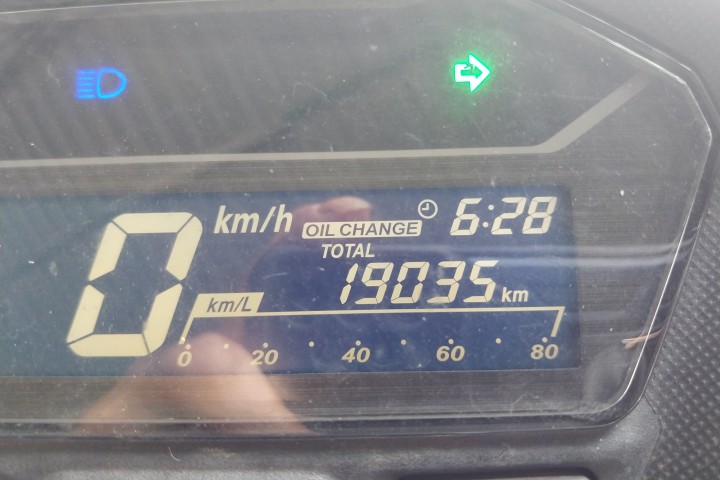 0 km/h OIL CHANGE 6:28
TOTAL
19035 km
km/L
0 20 40 60 80